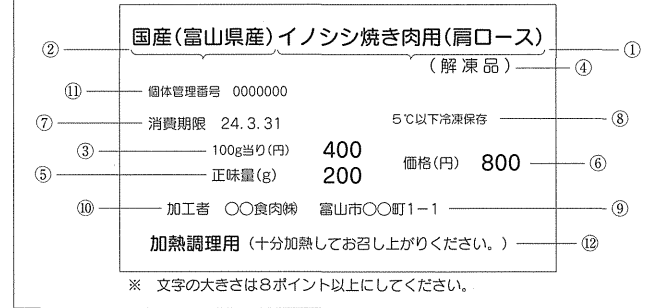 国産(富山県産)イノシシ焼き肉用(肩ロース)
② ①
(解凍品) ④
⑪ 個体管理番号 0000000
⑦ 消費期限 24.3.31 5℃以下冷凍保存 ⑧
③ 100g当り(円) 400
価格(円) 800 ⑥
⑤ 正味量(g) 200
⑩ 加工者 〇〇食肉㈱ 富山市〇〇町1-1 ⑨
加熱調理用(十分加熱してお召し上がりください。) ⑫
※ 文字の大きさは8ポイント以上にしてください。